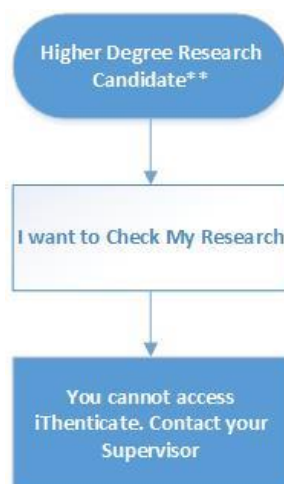 Higher Degree Research
Candidate**
I want to Check My Research
You cannot access
iThenticate. Contact your
Supervisor